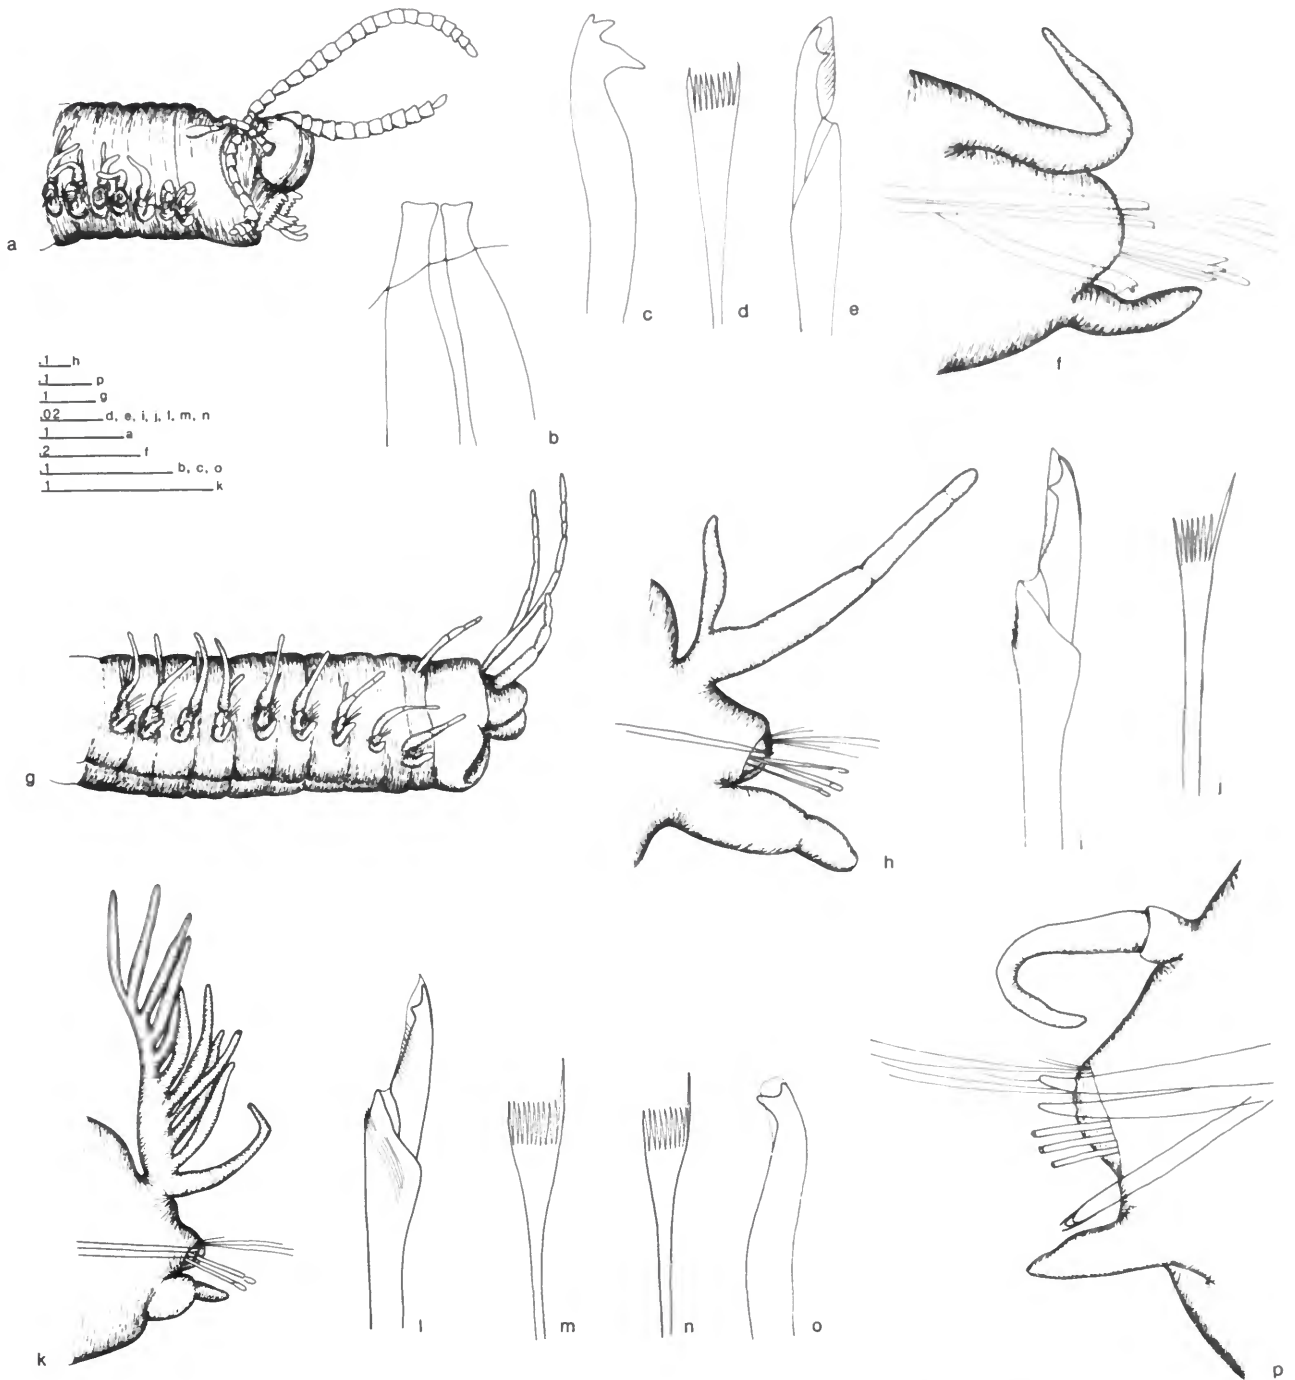 a
b
c
d
e
f
.1 h
.1 p
1 g
.02 d, e, i, j, l, m, n
1 a
.2 f
.1 b, c, o
.1 k
g
h
i
j
k
l
m
n
o
p